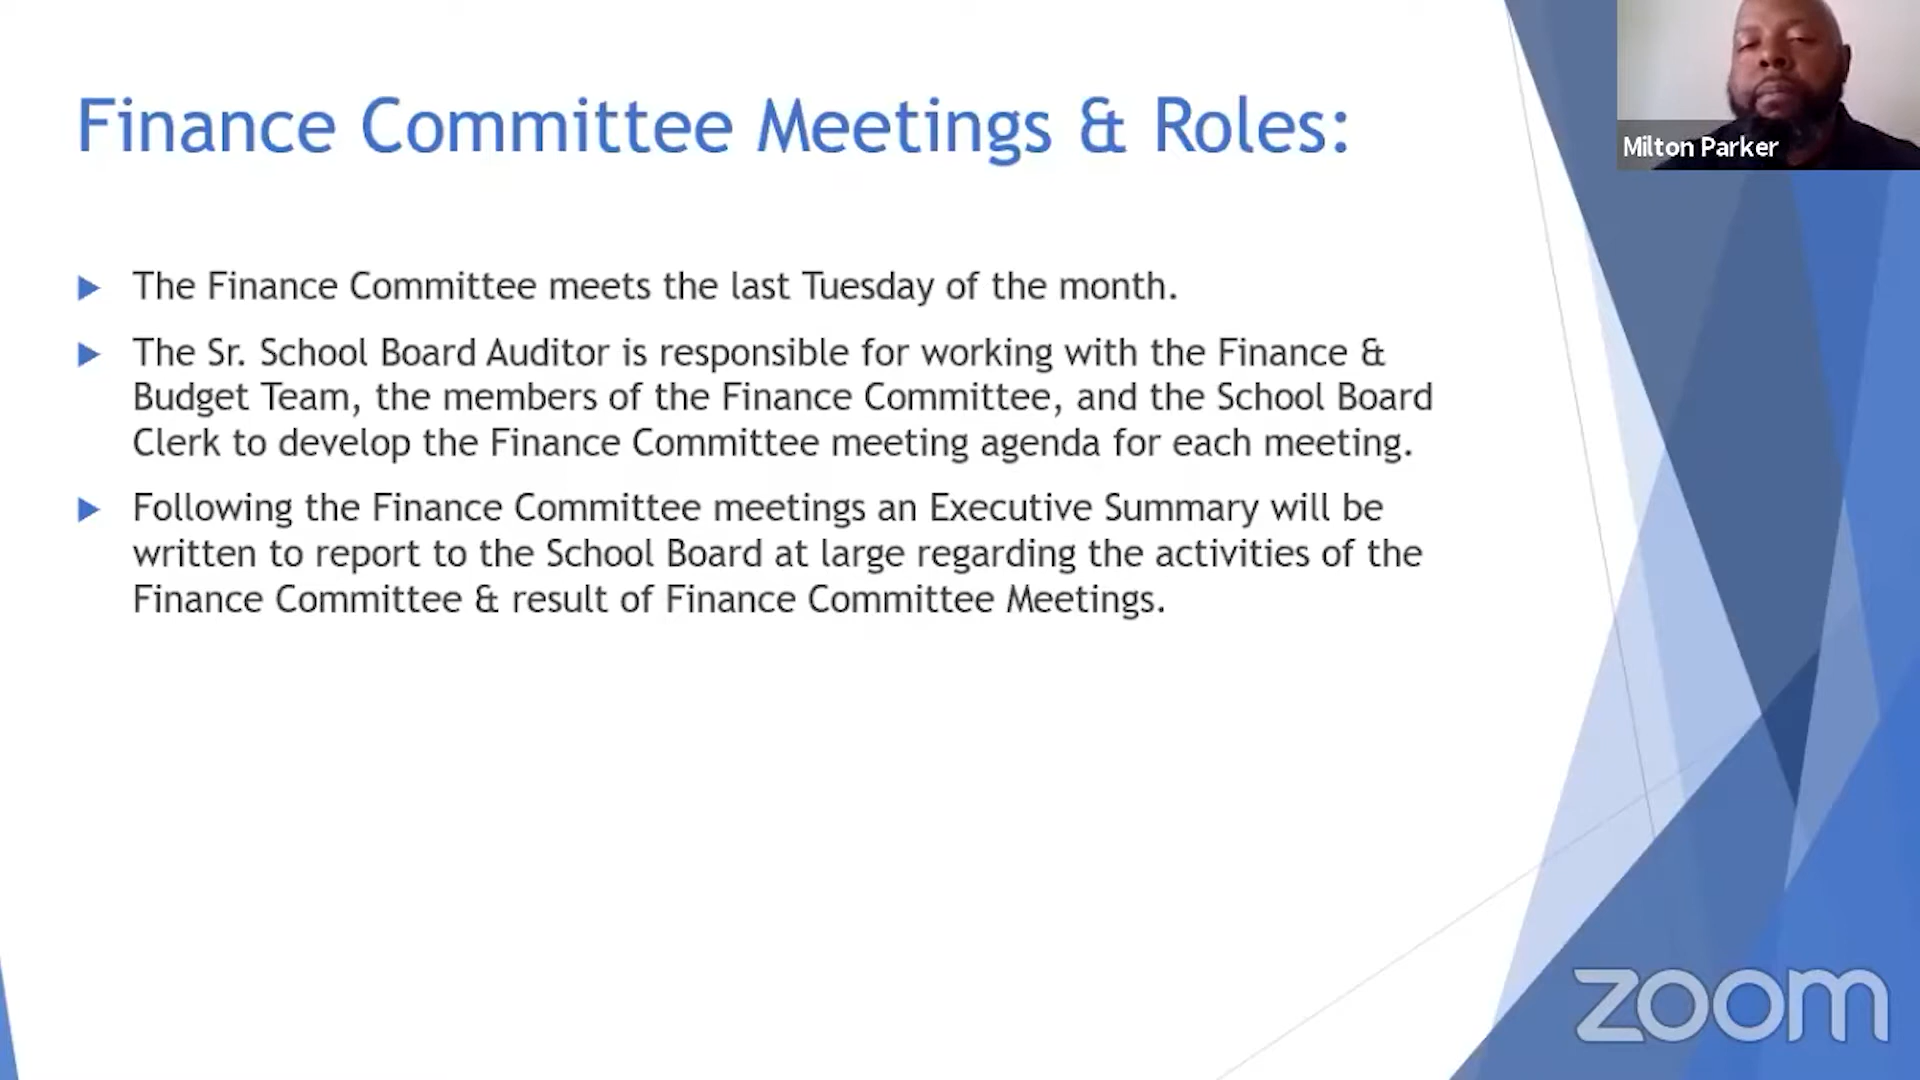 Finance Committee Meetings & Roles:
Milton Parker
The Finance Committee meets the last Tuesday of the month.
The Sr. School Board Auditor is responsible for working with the Finance &
Budget Team, the members of the Finance Committee, and the School Board
Clerk to develop the Finance Committee meeting agenda for each meeting.
Following the Finance Committee meetings an Executive Summary will be
written to report to the School Board at large regarding the activities of the
Finance Committee & result of Finance Committee Meetings.
zoom